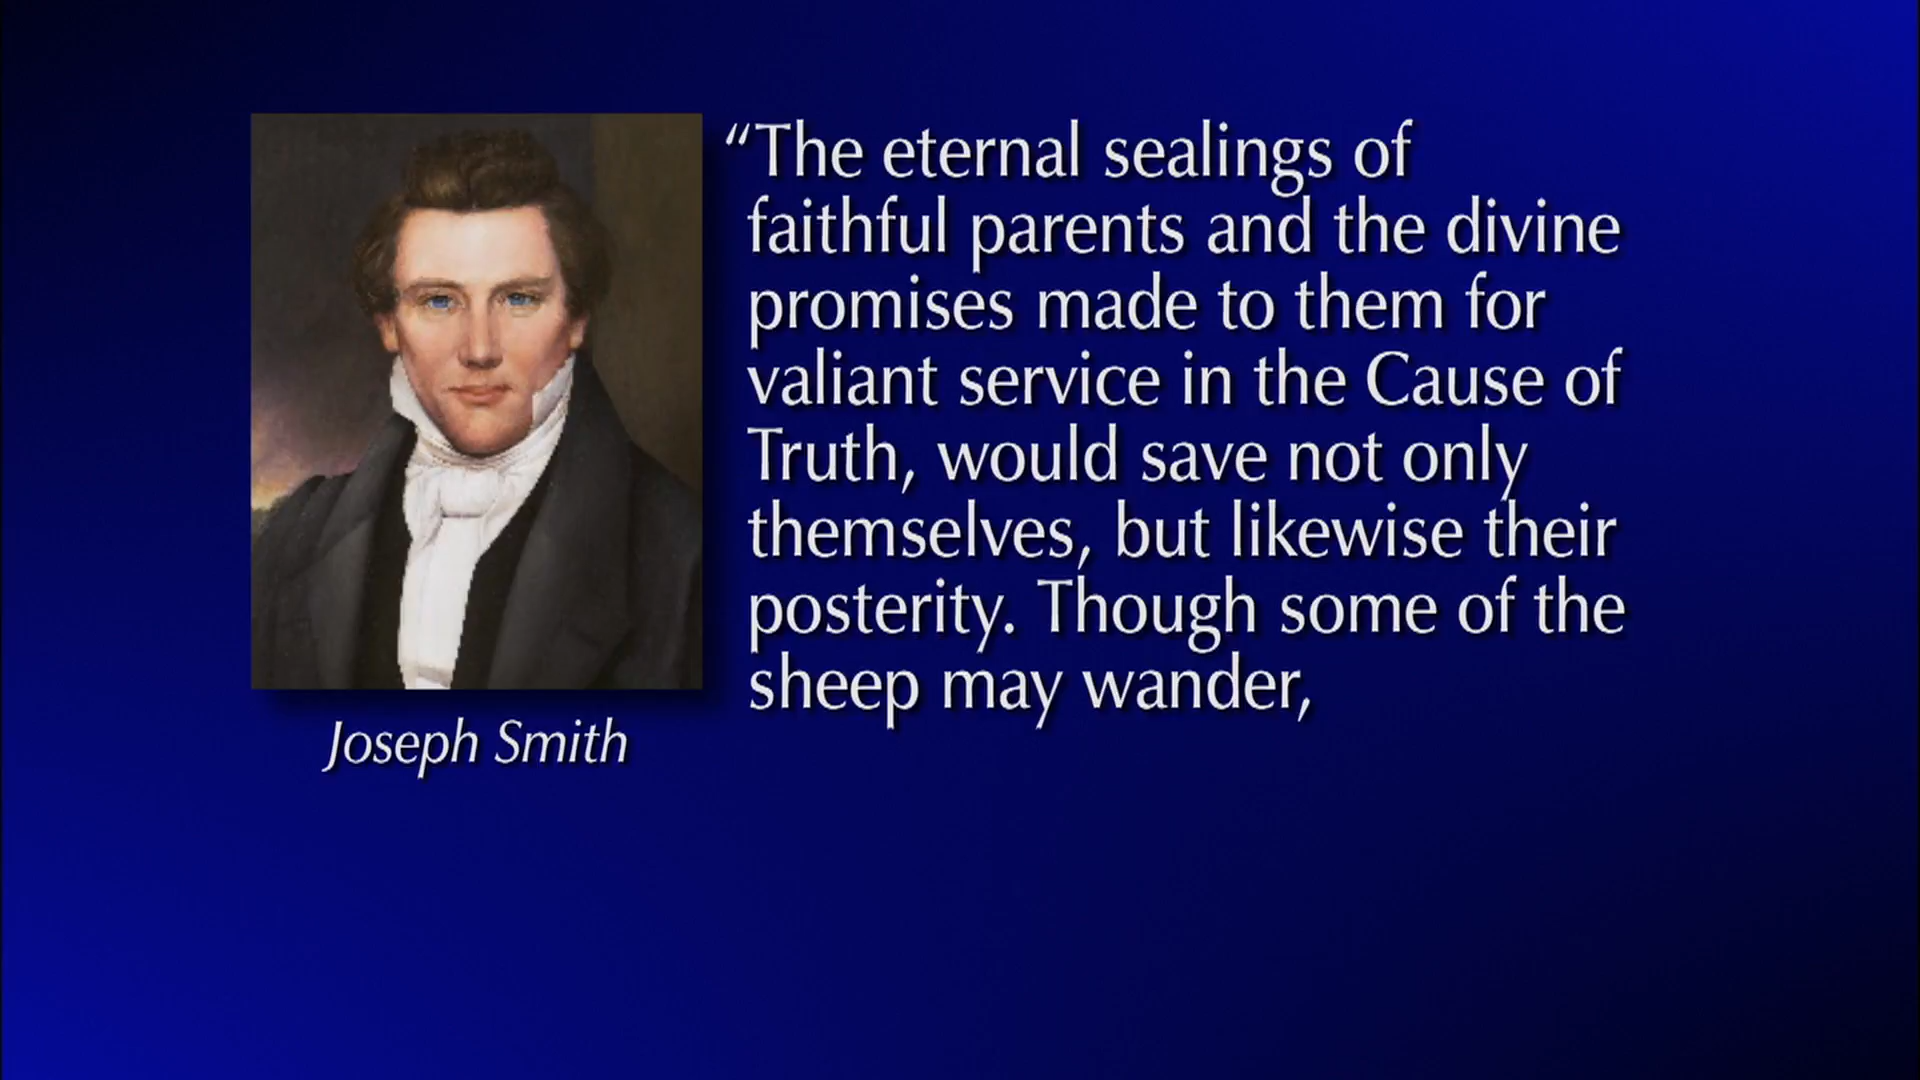 “The eternal sealings of
faithful parents and the divine
promises made to them for
valiant service in the Cause of
Truth, would save not only
themselves, but likewise their
posterity. Though some of the
sheep may wander,
Joseph Smith